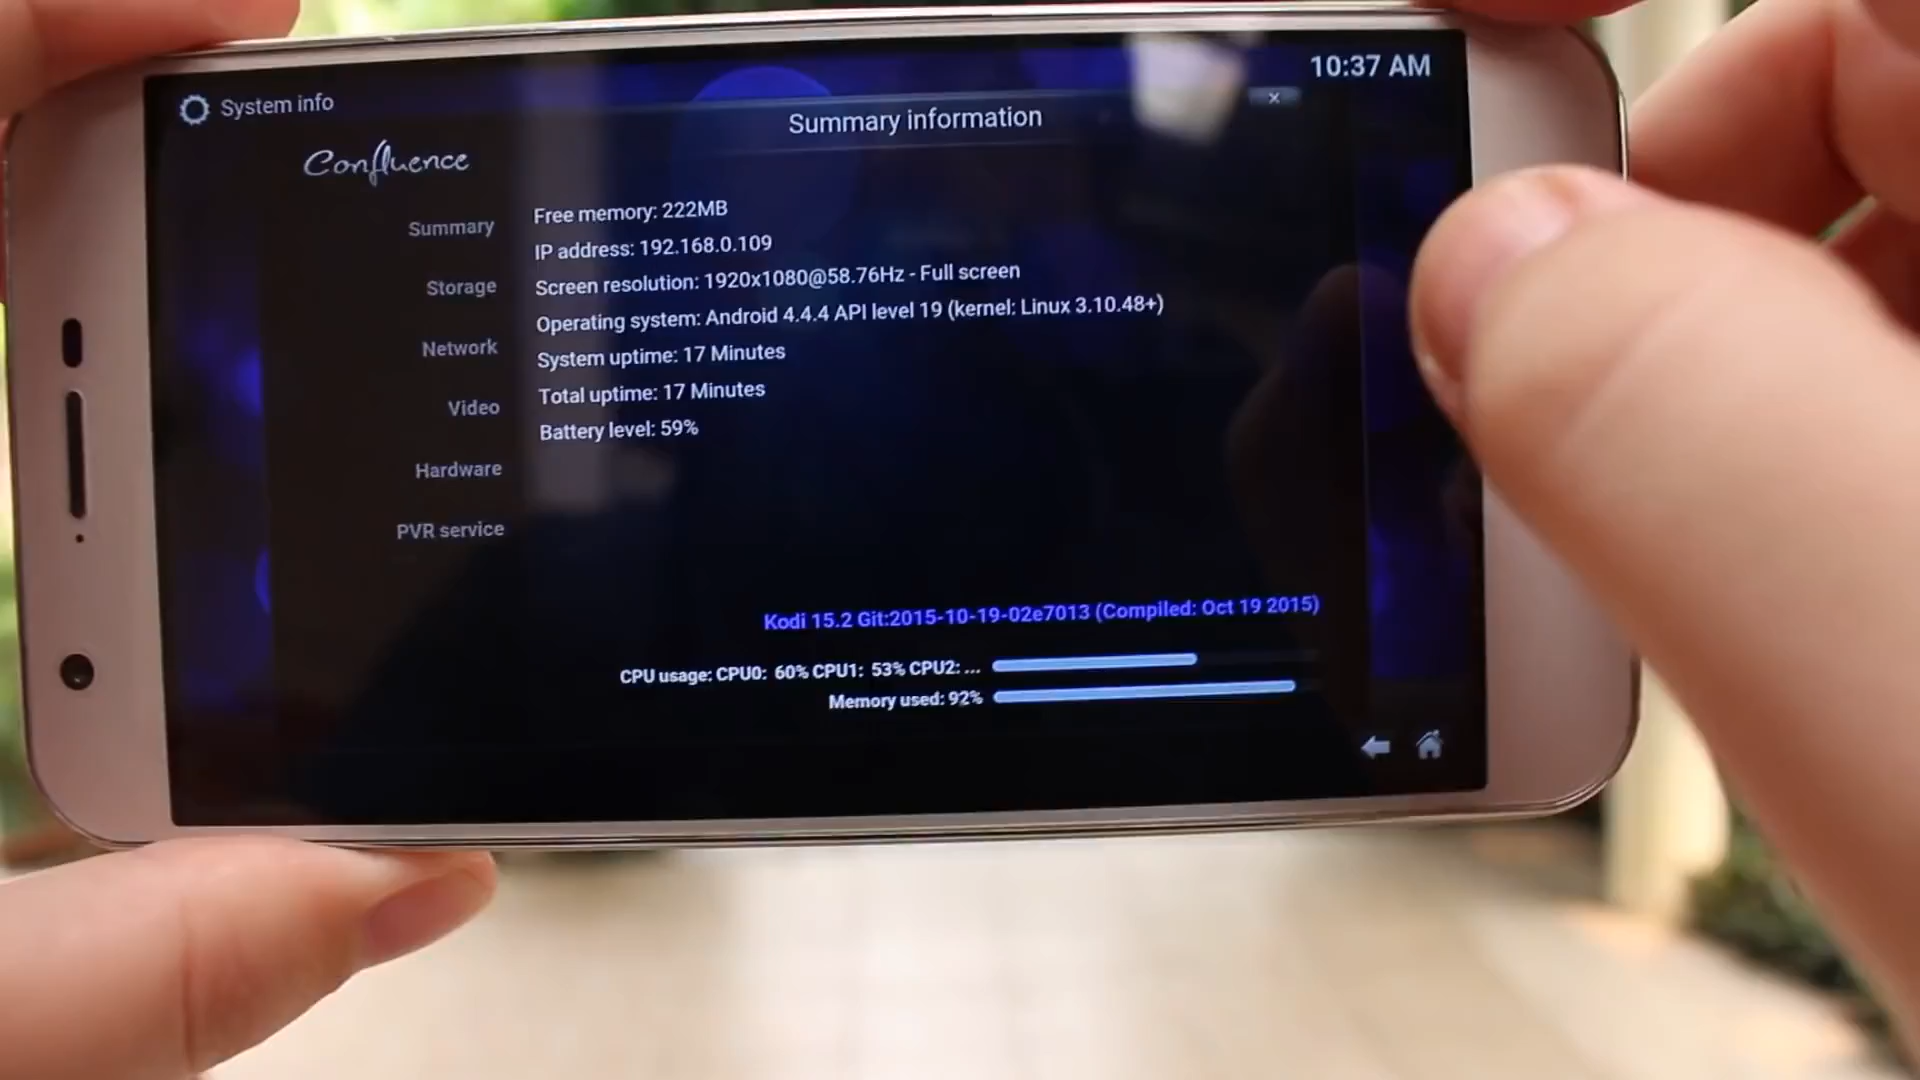 10:37 AM
System info
Summary information
Confluence
Summary
Storage
Network
Video
Hardware
PVR service
Free memory: 222MB
IP address: 192.168.0.109
Screen resolution: 1920x1080@58.76Hz - Full screen
Operating system: Android 4.4.4 API level 19 (kernel: Linux 3.10.48+)
System uptime: 17 Minutes
Total uptime: 17 Minutes
Battery level: 59%
Kodi 15.2 Git:2015-10-19-02e7013 (Compiled: Oct 19 2015)
CPU usage: CPU0: 60% CPU1: 53% CPU2: ...
Memory used: 92%